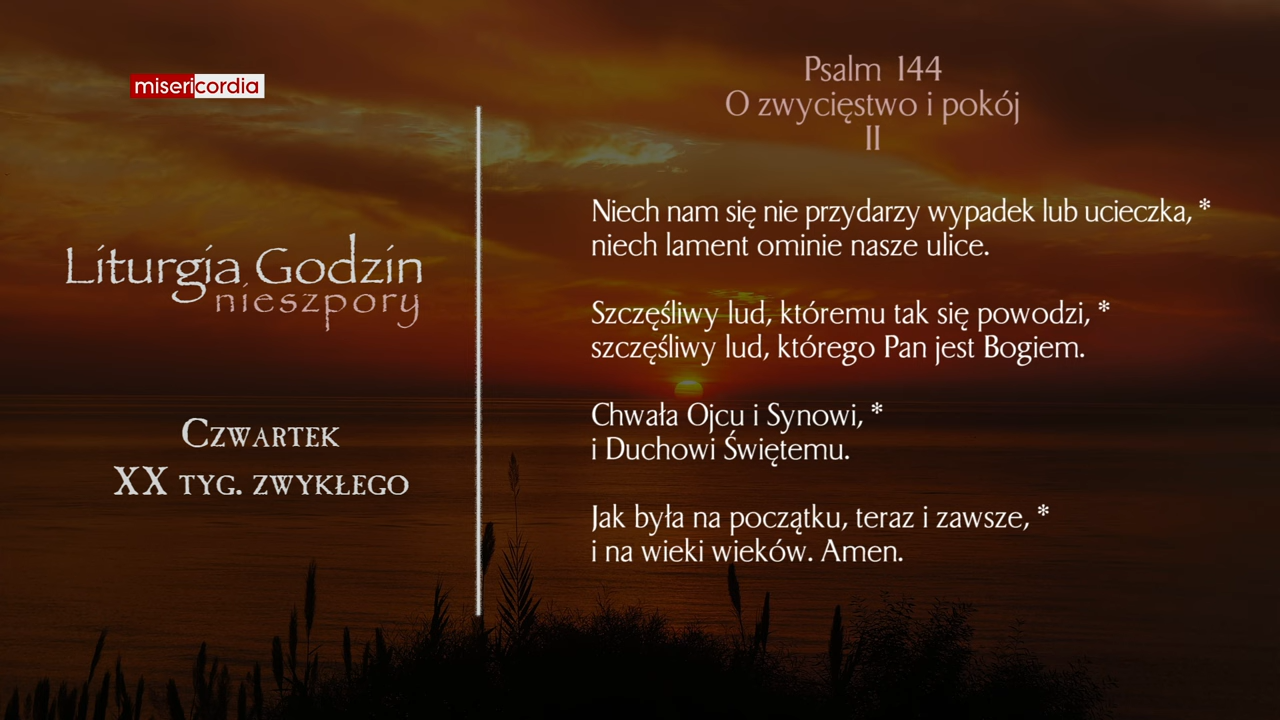 misericordia
Liturgia Godzin
nieszpory
Czwartek
XX tyg. zwykłego
Psalm 144
O zwycięstwo i pokój
II
Niech nam się nie przydarzy wypadek lub ucieczka, *
niech lament ominie nasze ulice.
Szczęśliwy lud, któremu tak się powodzi, *
szczęśliwy lud, którego Pan jest Bogiem.
Chwała Ojcu i Synowi, *
i Duchowi Świętemu.
Jak była na początku, teraz i zawsze, *
i na wieki wieków. Amen.